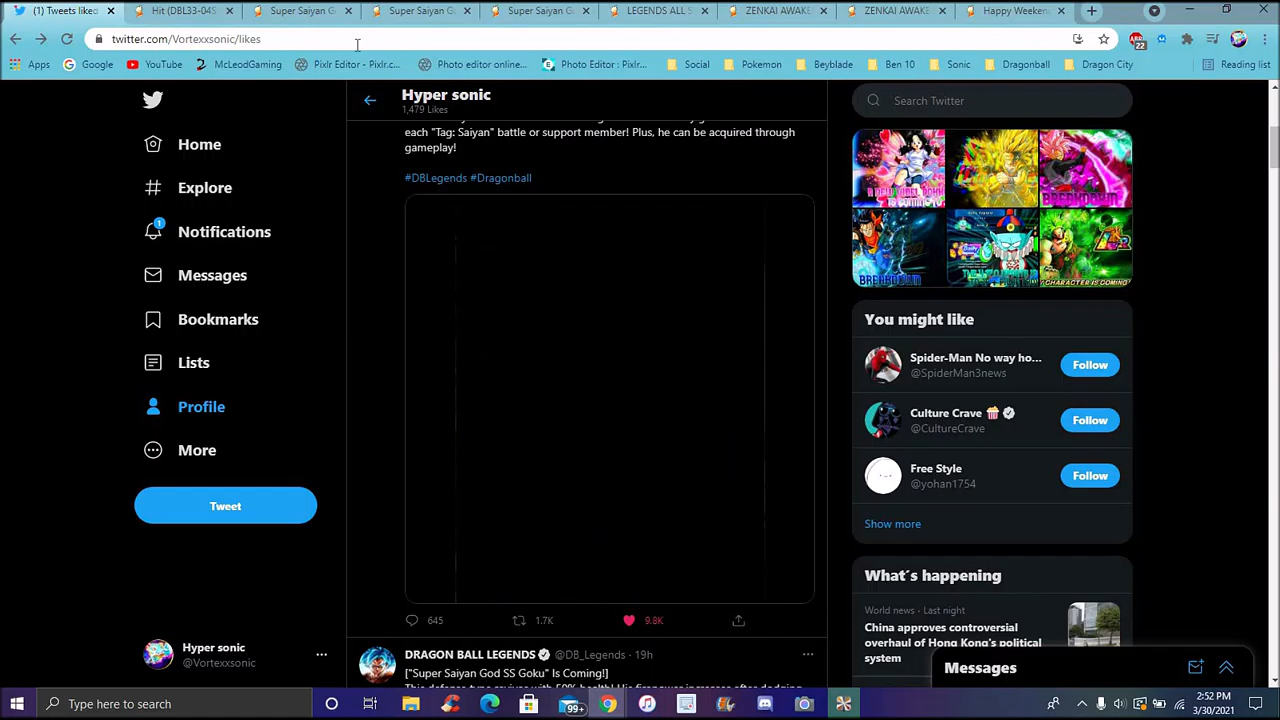 (1) Tweets liked
Hit (DBL33-04S
Super Saiyan G
Super Saiyan Go
Super Saiyan G
LEGENDS ALL S
ZENKAI AWAKE
ZENKAI AWAKE
Happy Weeken
twitter.com/Vortexxsonic/likes
22
Apps
Google
YouTube
McLeodGaming
Pixlr Editor - Pixlr.c...
Photo editor online...
Photo Editor : Pixlr...
Social
Pokemon
Beyblade
Ben 10
Sonic
Dragonball
Dragon City
Reading list
Home
Explore
1
Notifications
Messages
Bookmarks
Lists
Profile
More
Tweet
Hyper sonic
@Vortexxsonic
Hyper sonic
1,479 Likes
each "Tag: Saiyan" battle or support member! Plus, he can be acquired through
gameplay!
#DBLegends #Dragonball
645
1.7K
9.8K
DRAGON BALL LEGENDS @DB_Legends · 19h
["Super Saiyan God SS Goku" Is Coming!]
Search Twitter
BREAKDOWN
BREAKDOWN
You might like
Spider-Man No way ho...
@SpiderMan3news
Follow
Culture Crave
@CultureCrave
Follow
Free Style
@yohan1754
Follow
Show more
What's happening
World news · Last night
China approves controversial
overhaul of Hong Kong's political
system
Messages
Type here to search
99+
2:52 PM
3/30/2021